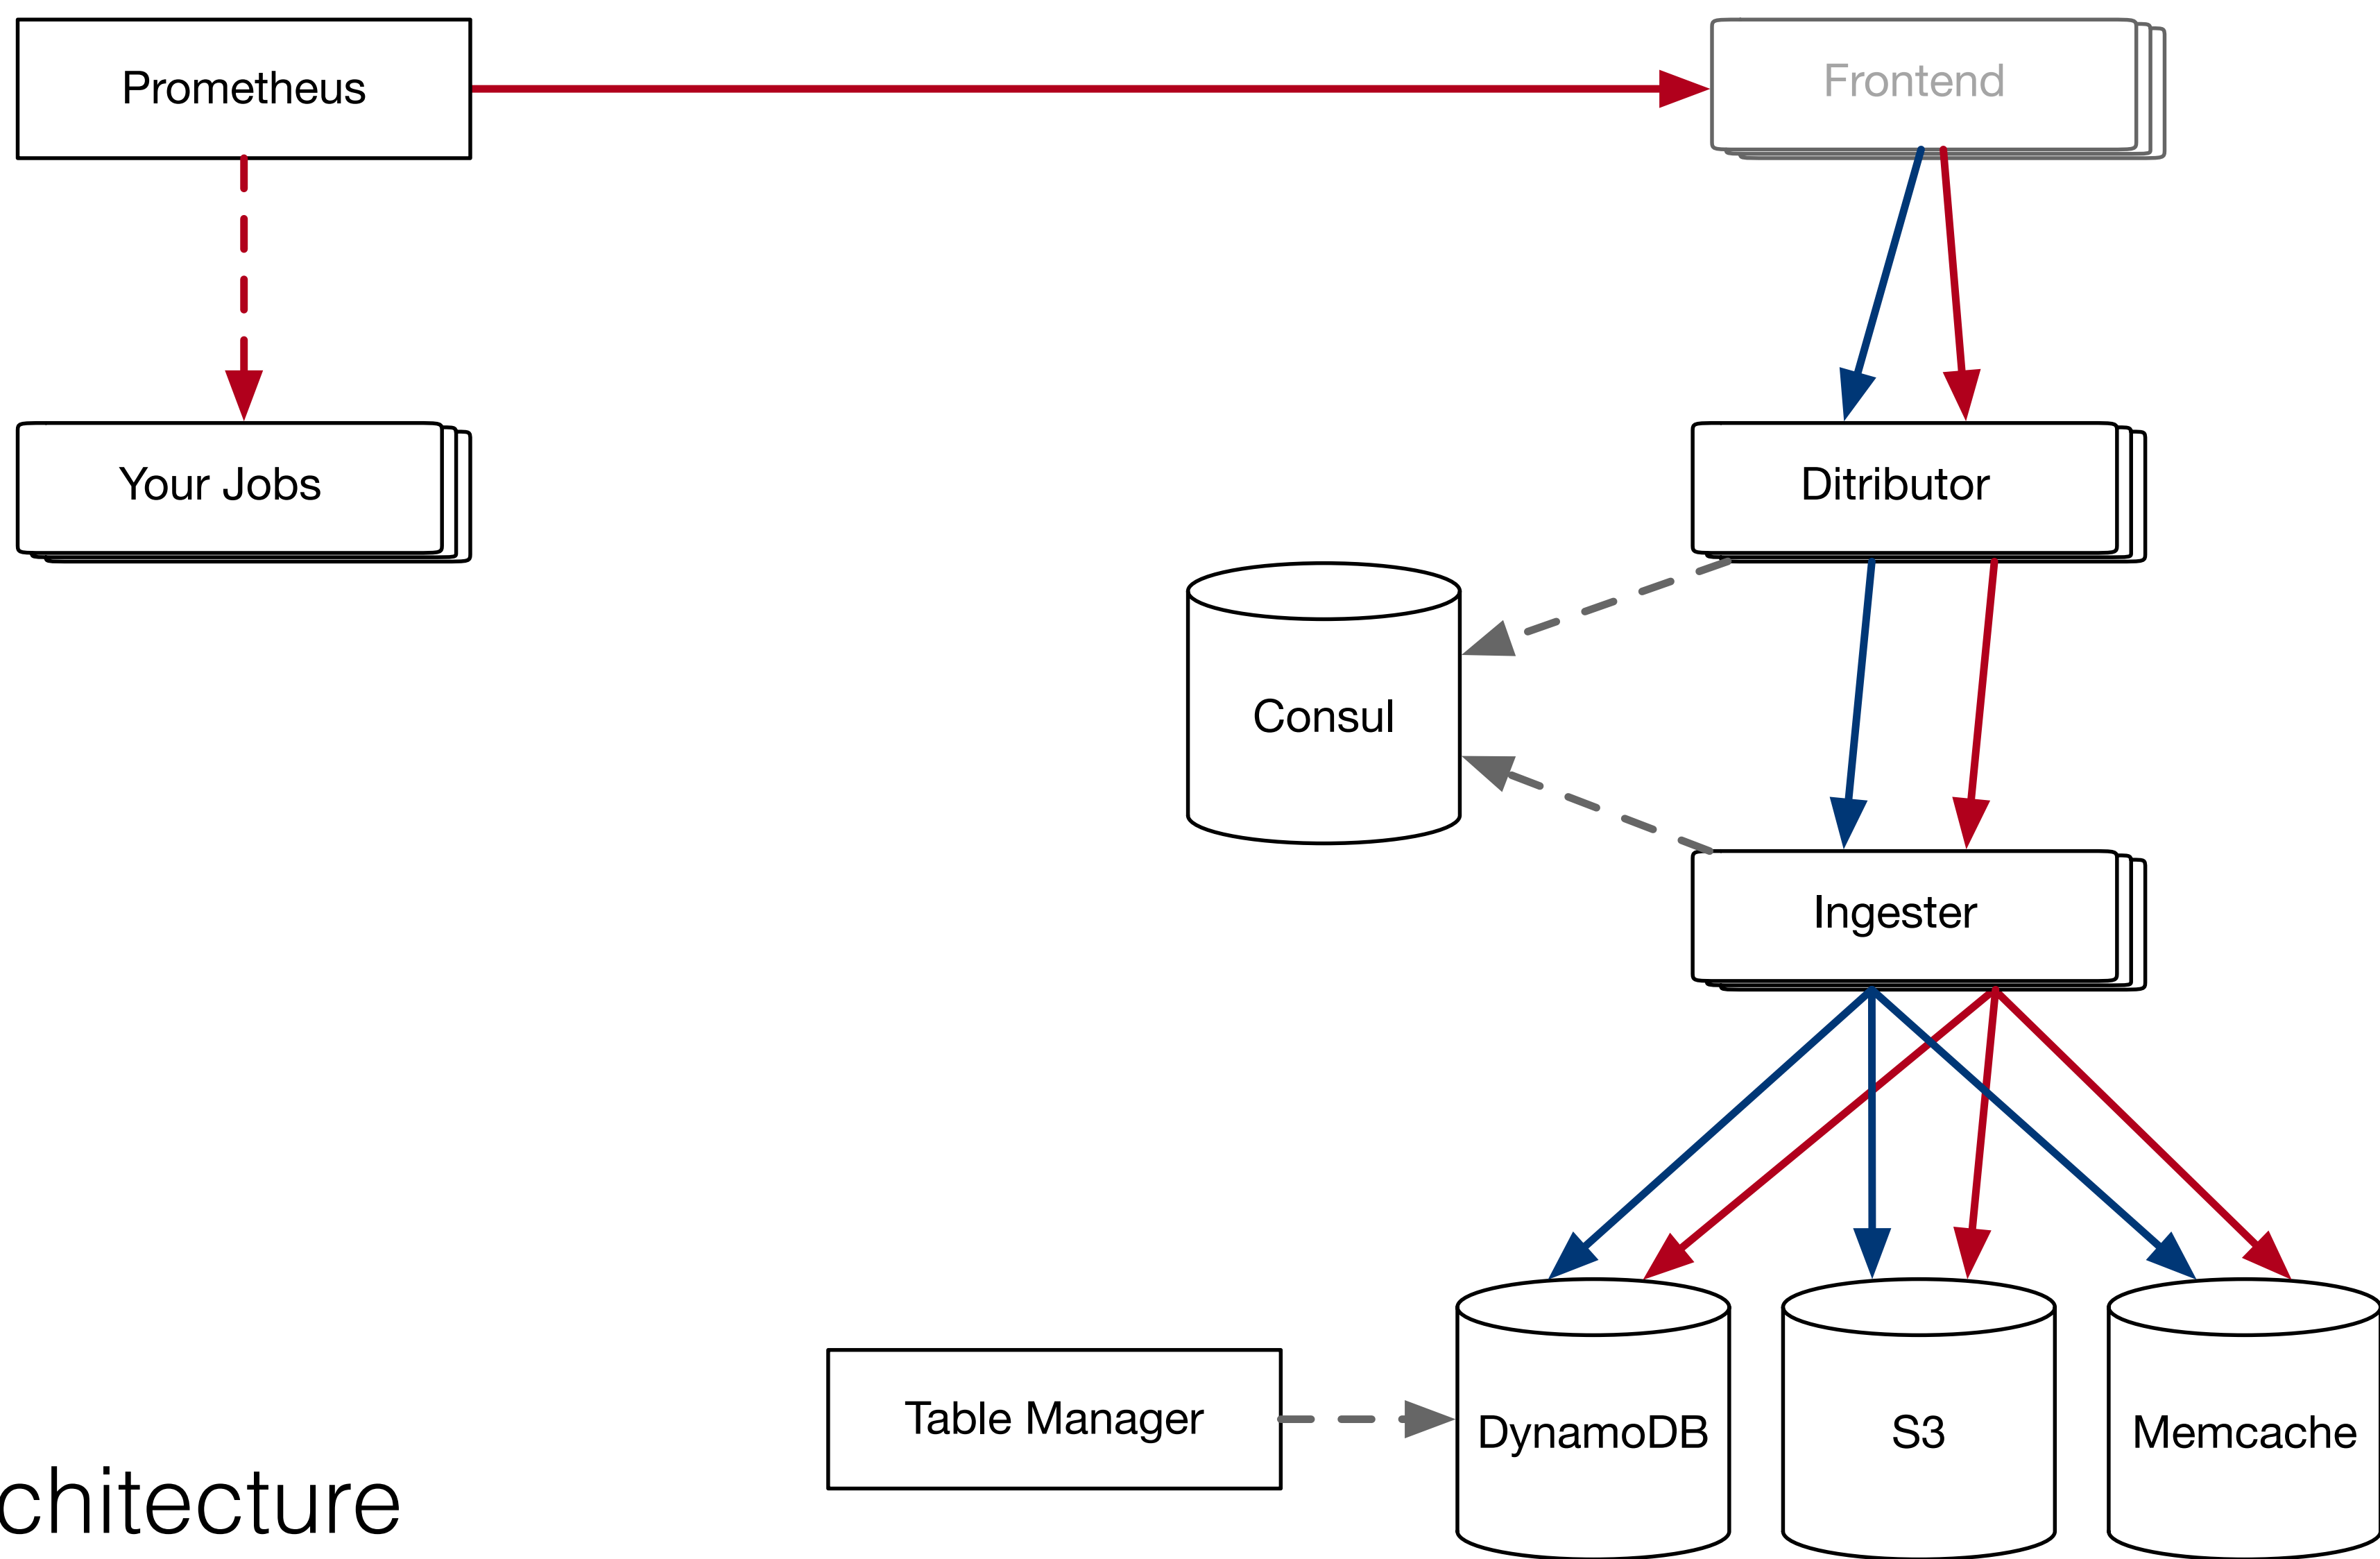 Prometheus
Frontend
Your Jobs
Ditributor
Consul
Ingester
Table Manager
DynamoDB
S3
Memcache
chitecture